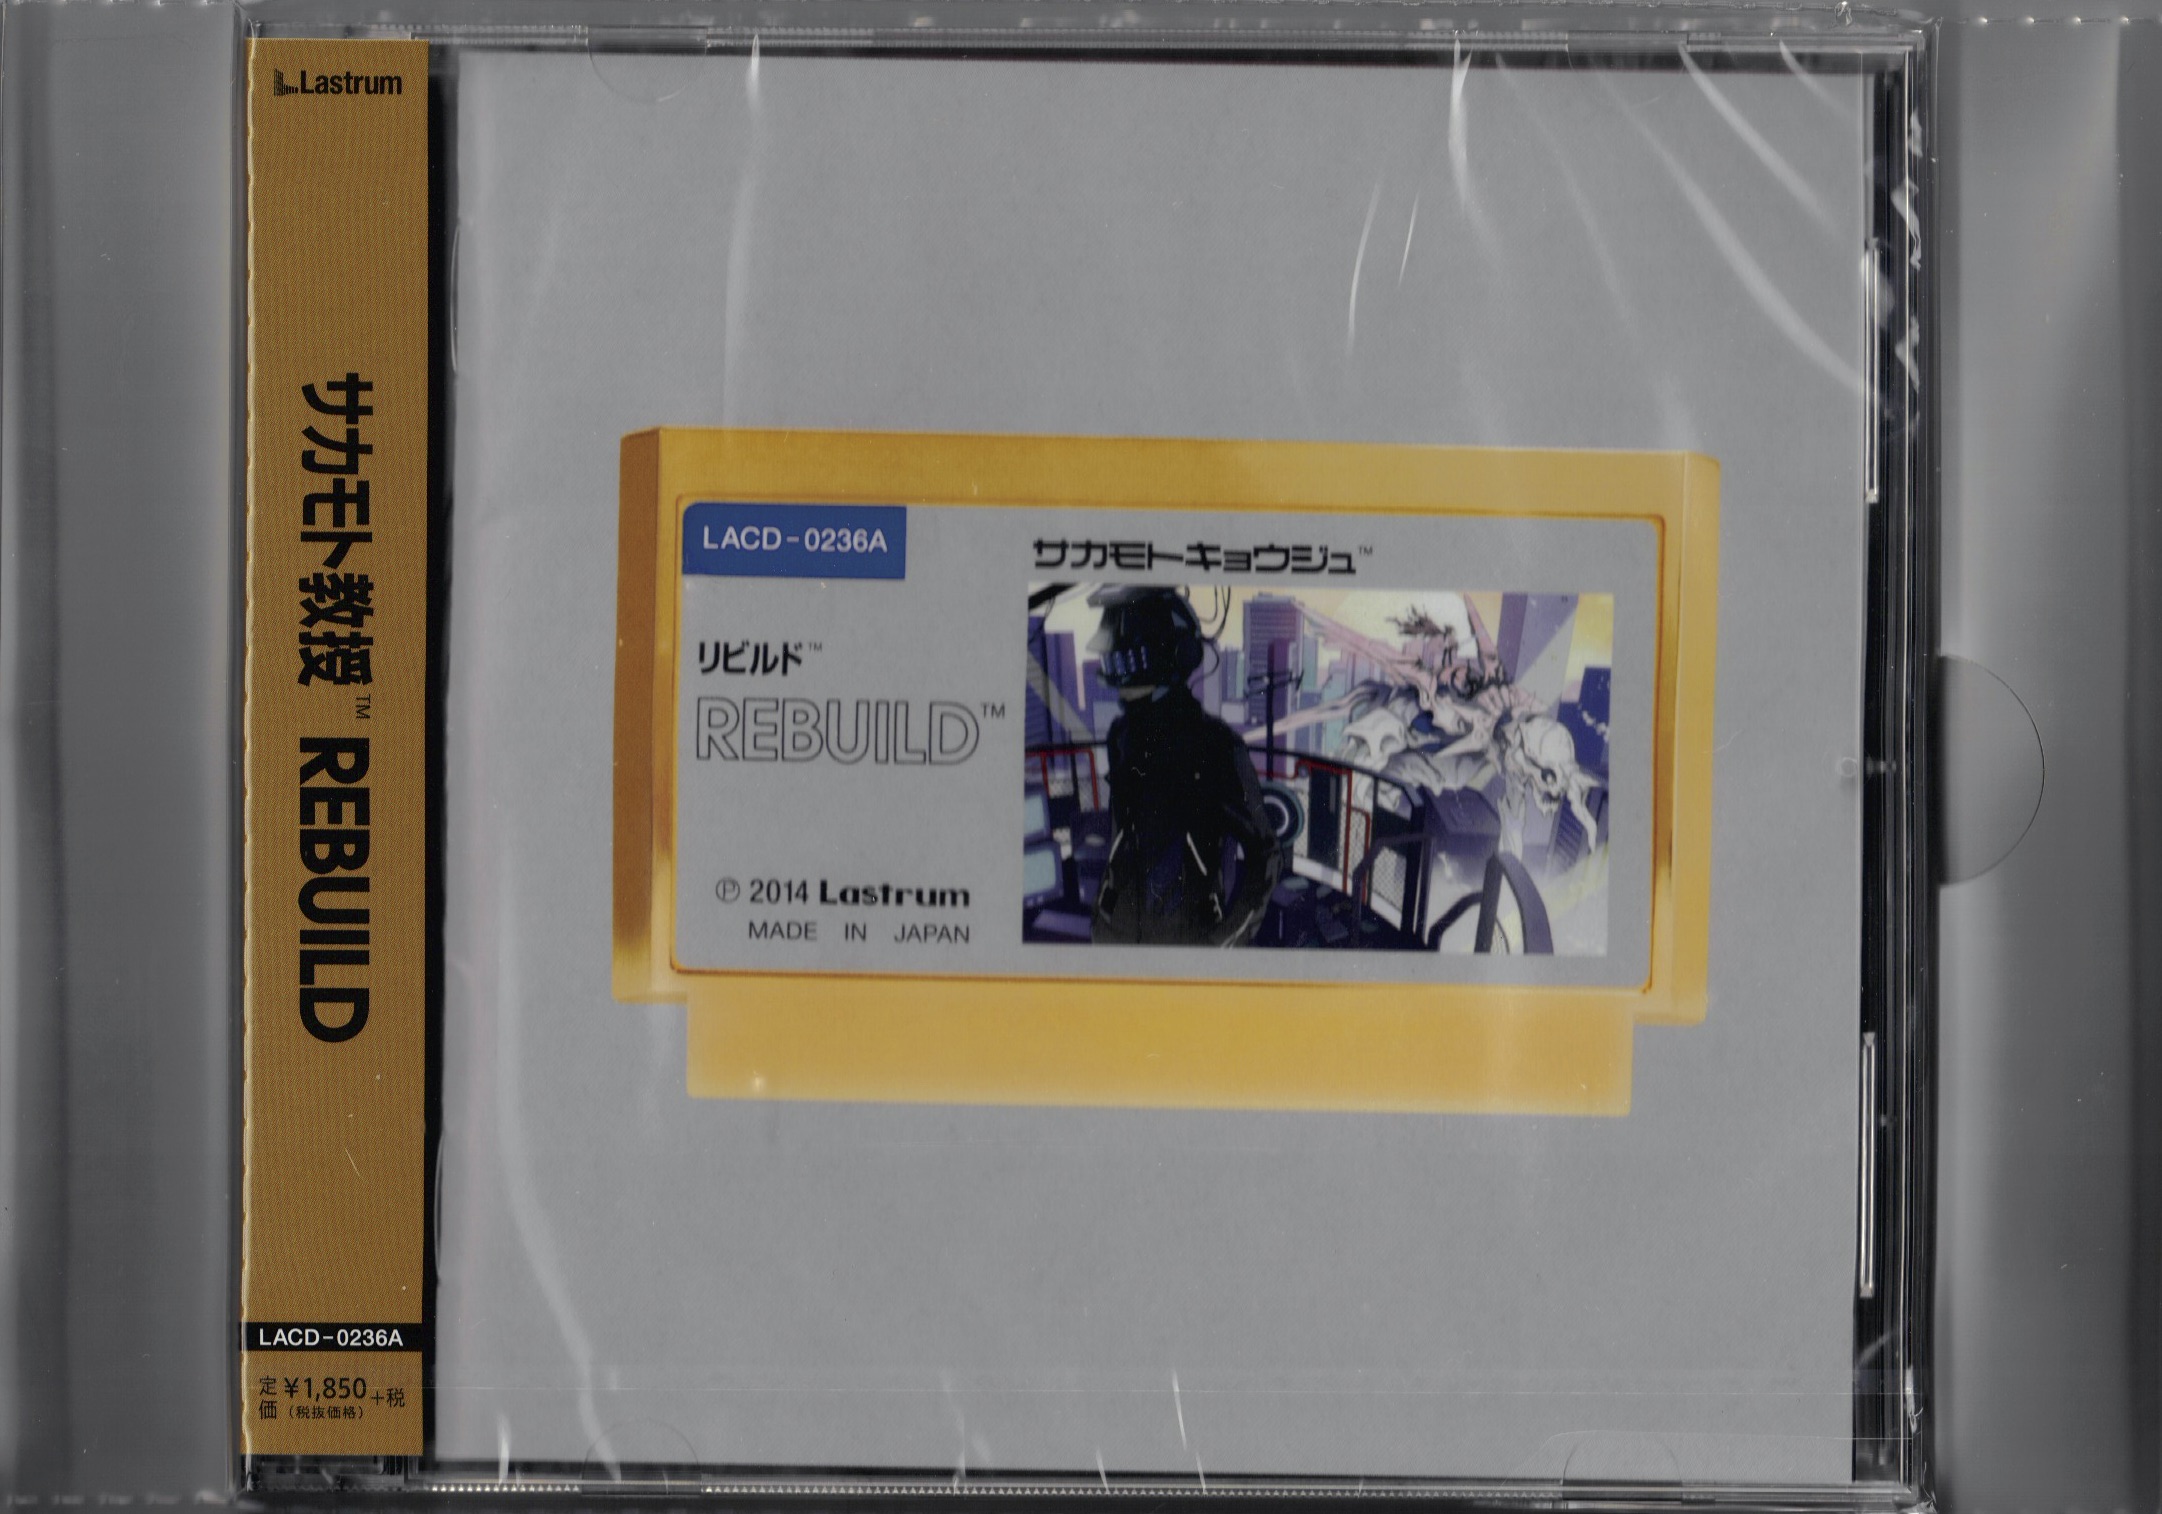 Lastrum
サカモト教授™ REBUILD
LACD-0236A
定価 ¥1,850+税
(税抜価格)
LACD-0236A
サカモトキョウジュ™
リビルド™
REBUILD™
℗ 2014 Lastrum
MADE IN JAPAN